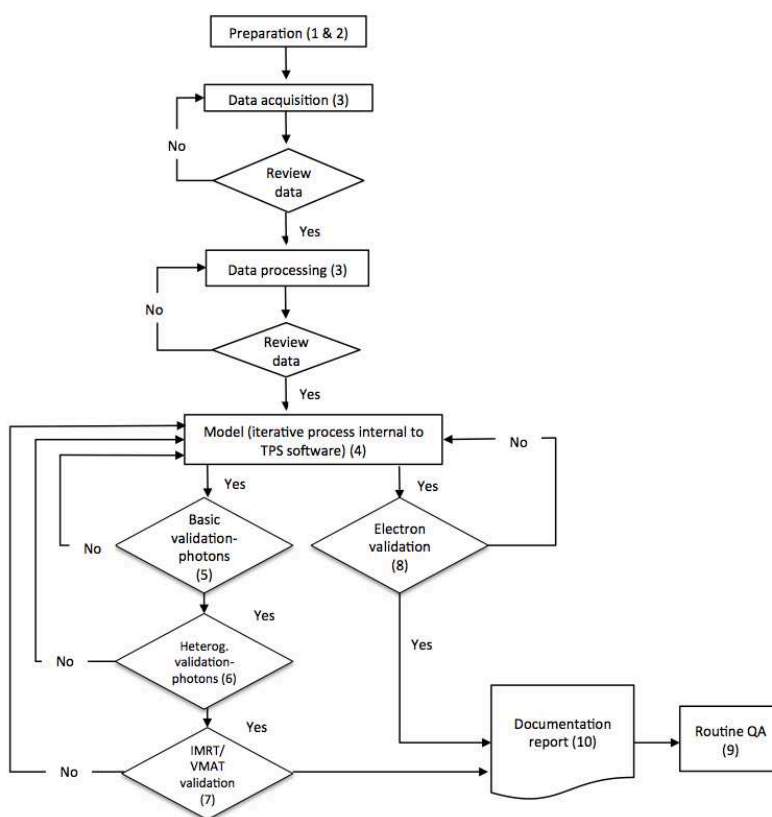 Preparation (1 & 2)
Data acquisition (3)
No
Review
data
Yes
Data processing (3)
No
Review
data
Yes
Model (iterative process internal to
TPS software) (4)
No
Yes
Yes
Basic
validation-
photons
(5)
No
Electron
validation
(8)
Yes
Heterog.
validation-
photons (6)
No
Yes
Yes
IMRT/
VMAT
validation
(7)
No
Documentation
report (10)
Routine QA
(9)